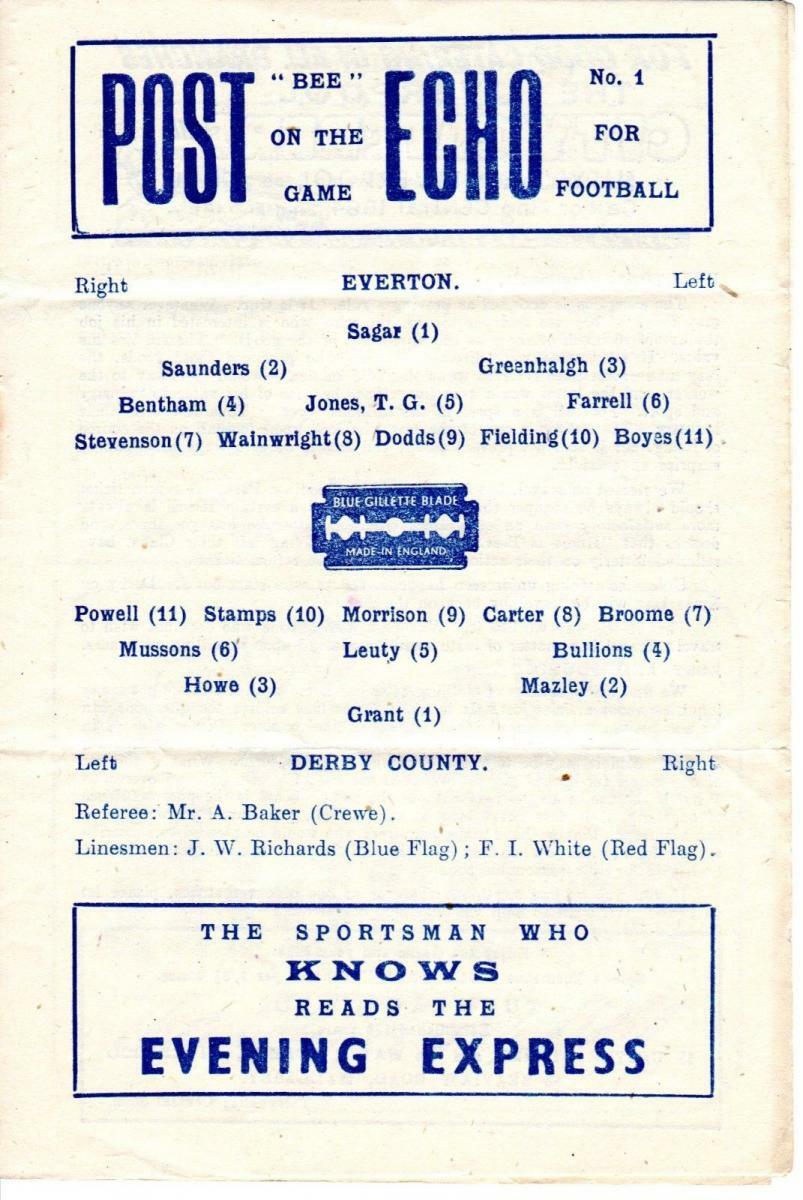 POST "BEE" ON THE GAME ECHO No. 1 FOR FOOTBALL
Right EVERTON. Left
Sagar (1)
Saunders (2) Greenhalgh (3)
Bentham (4) Jones, T. G. (5) Farrell (6)
Stevenson (7) Wainwright (8) Dodds (9) Fielding (10) Boyes (11)
BLUE GILLETTE BLADE
MADE IN ENGLAND
Powell (11) Stamps (10) Morrison (9) Carter (8) Broome (7)
Mussons (6) Leuty (5) Bullions (4)
Howe (3) Mazley (2)
Grant (1)
Left DERBY COUNTY. Right
Referee: Mr. A. Baker (Crewe).
Linesmen: J. W. Richards (Blue Flag); F. I. White (Red Flag).
THE SPORTSMAN WHO
KNOWS
READS THE
EVENING EXPRESS